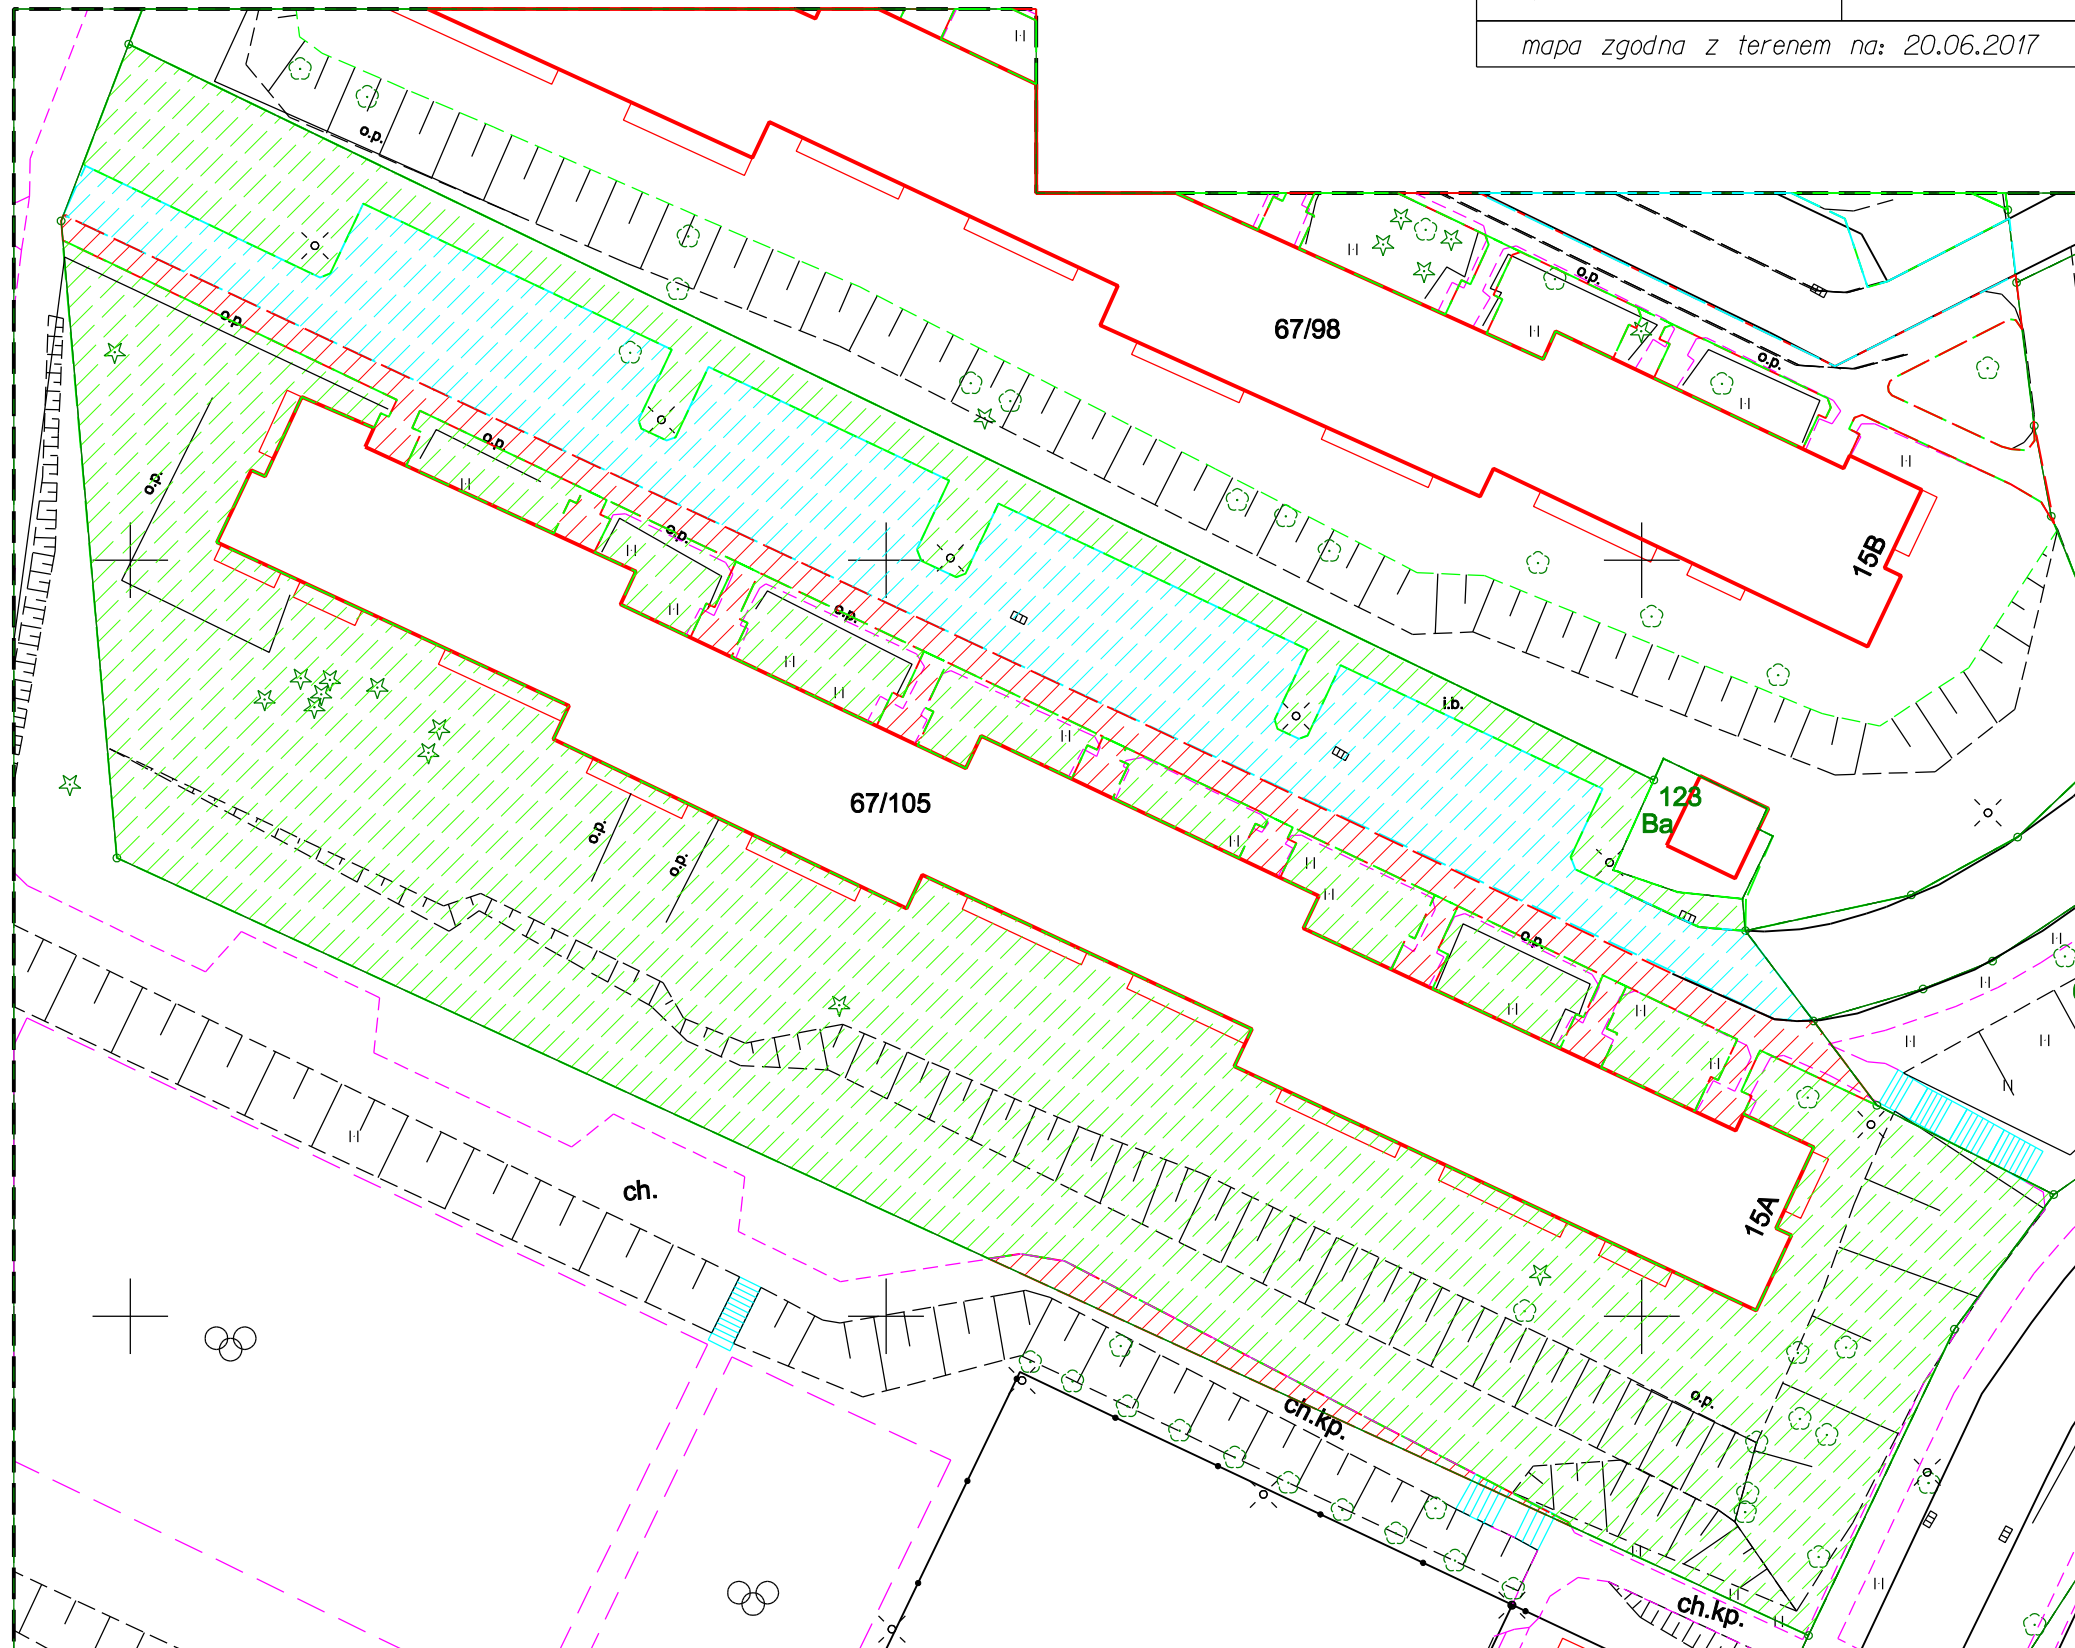 mapa zgodna z terenem na: 20.06.2017
o.p.
o.p.
67/98
o.p.
o.p.
o.p.
o.p.
o.p.
o.p.
15B
o.p.
i.b.
123
Ba
67/105
o.p.
o.p.
o.p.
ch.
15A
o.p.
ch.kp.
ch.kp.